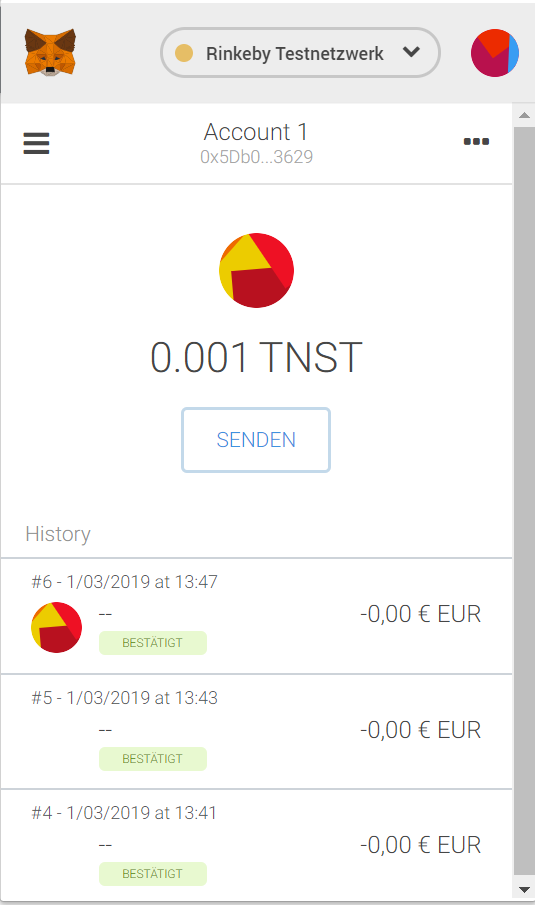 Rinkeby Testnetzwerk
Account 1
0x5Db0...3629
0.001 TNST
SENDEN
History
#6 - 1/03/2019 at 13:47
-- -0,00 € EUR
BESTÄTIGT
#5 - 1/03/2019 at 13:43
-- -0,00 € EUR
BESTÄTIGT
#4 - 1/03/2019 at 13:41
-- -0,00 € EUR
BESTÄTIGT